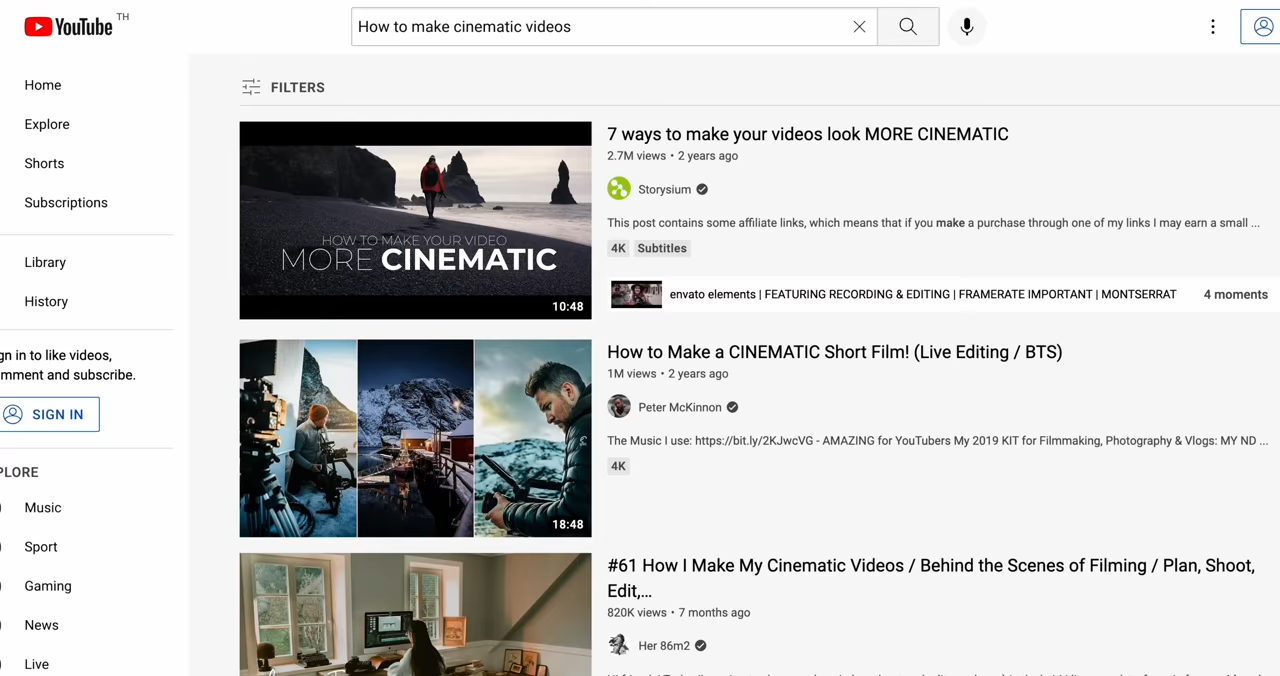 YouTube TH
How to make cinematic videos
Home
Explore
Shorts
Subscriptions
Library
History
gn in to like videos,
mment and subscribe.
SIGN IN
PLORE
Music
Sport
Gaming
News
Live
FILTERS
HOW TO MAKE YOUR VIDEO
MORE CINEMATIC
10:48
7 ways to make your videos look MORE CINEMATIC
2.7M views • 2 years ago
Storysium
This post contains some affiliate links, which means that if you make a purchase through one of my links I may earn a small ...
4K Subtitles
envato elements | FEATURING RECORDING & EDITING | FRAMERATE IMPORTANT | MONTSERRAT
4 moments
18:48
How to Make a CINEMATIC Short Film! (Live Editing / BTS)
1M views • 2 years ago
Peter McKinnon
The Music I use: https://bit.ly/2KJwcVG - AMAZING for YouTubers My 2019 KIT for Filmmaking, Photography & Vlogs: MY ND ...
4K
#61 How I Make My Cinematic Videos / Behind the Scenes of Filming / Plan, Shoot,
Edit,...
820K views • 7 months ago
Her 86m2